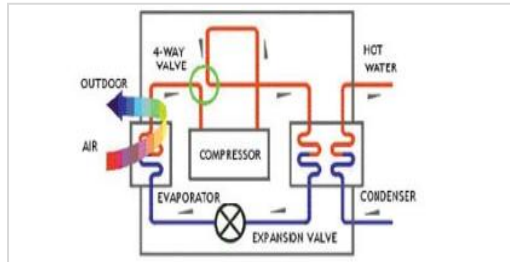 4-WAY
VALVE
HOT
WATER
OUTDOOR
AIR
COMPRESSOR
EVAPORATOR
CONDENSER
EXPANSION VALVE